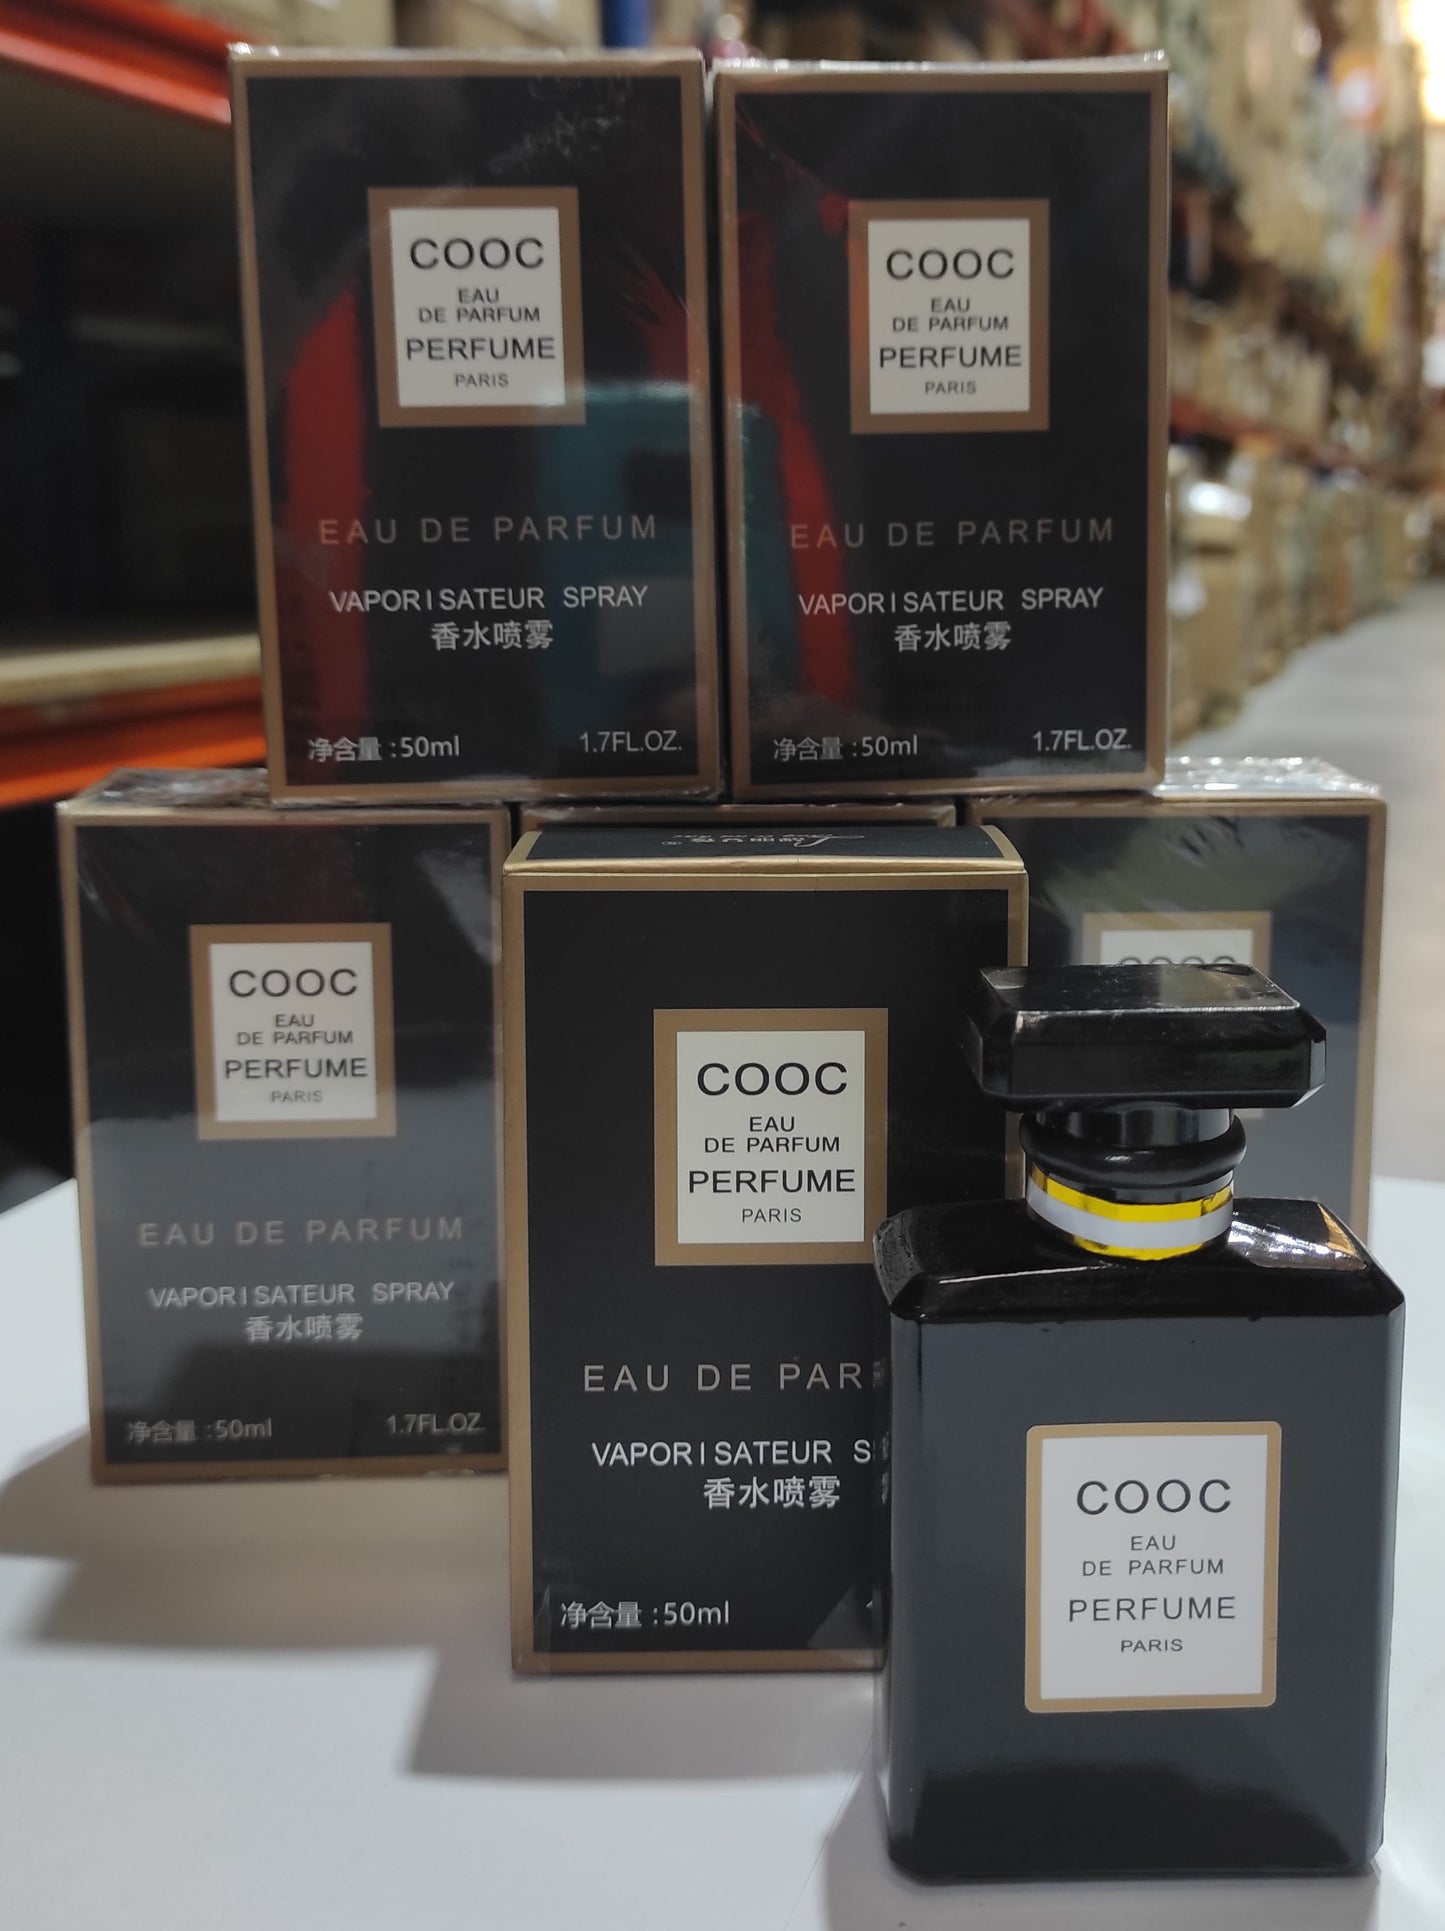 COOC
EAU
DE PARFUM
PERFUME
PARIS
EAU DE PARFUM
VAPORISATEUR SPRAY
香水喷雾
净含量:50ml
1.7FL.OZ.
COOC
EAU
DE PARFUM
PERFUME
PARIS
EAU DE PARFUM
VAPORISATEUR SPRAY
香水喷雾
净含量:50ml
1.7FL.OZ.
COOC
EAU
DE PARFUM
PERFUME
PARIS
EAU DE PARFUM
VAPORISATEUR SPRAY
香水喷雾
净含量:50ml
1.7FL.OZ.
COOC
EAU
DE PARFUM
PERFUME
PARIS
EAU DE PAR
VAPORISATEUR S
香水喷雾
净含量:50ml
COOC
COOC
EAU
DE PARFUM
PERFUME
PARIS